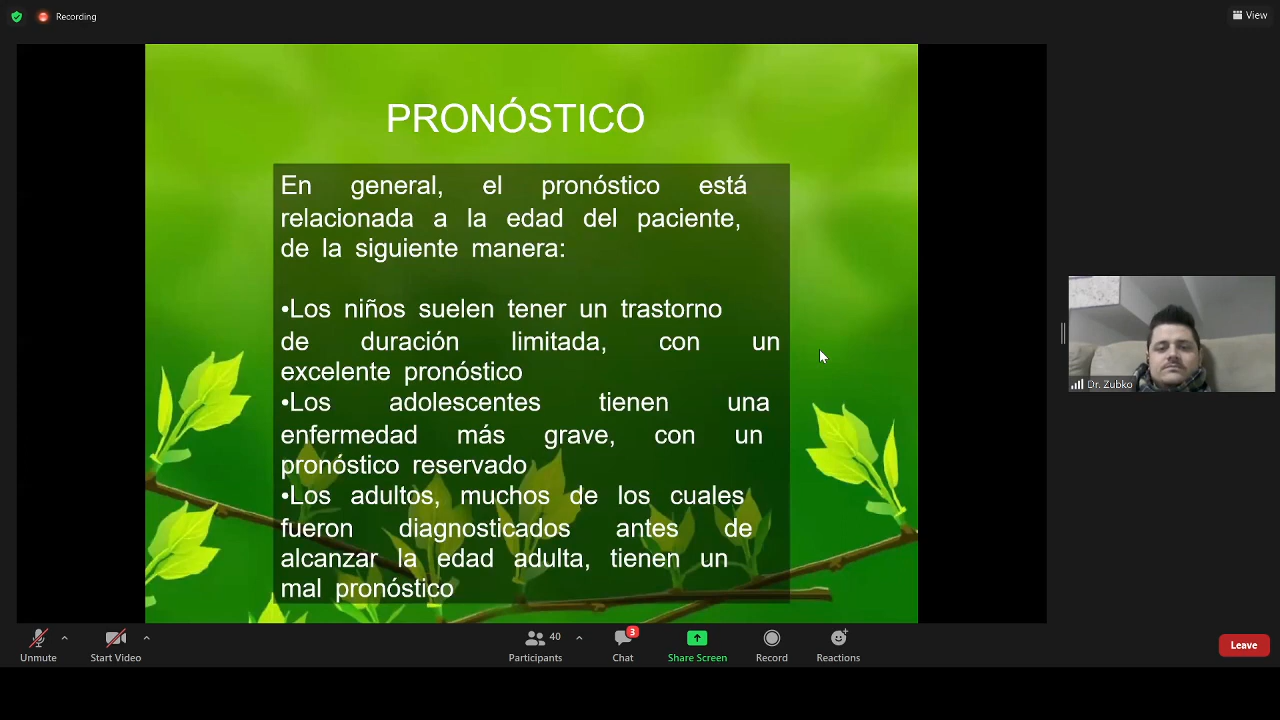 Recording
View
PRONÓSTICO
En general, el pronóstico está
relacionada a la edad del paciente,
de la siguiente manera:
•Los niños suelen tener un trastorno
de duración limitada, con un
excelente pronóstico
•Los adolescentes tienen una
enfermedad más grave, con un
pronóstico reservado
•Los adultos, muchos de los cuales
fueron diagnosticados antes de
alcanzar la edad adulta, tienen un
mal pronóstico
Dr. Zubko
Unmute
Start Video
40
Participants
3
Chat
Share Screen
Record
Reactions
Leave